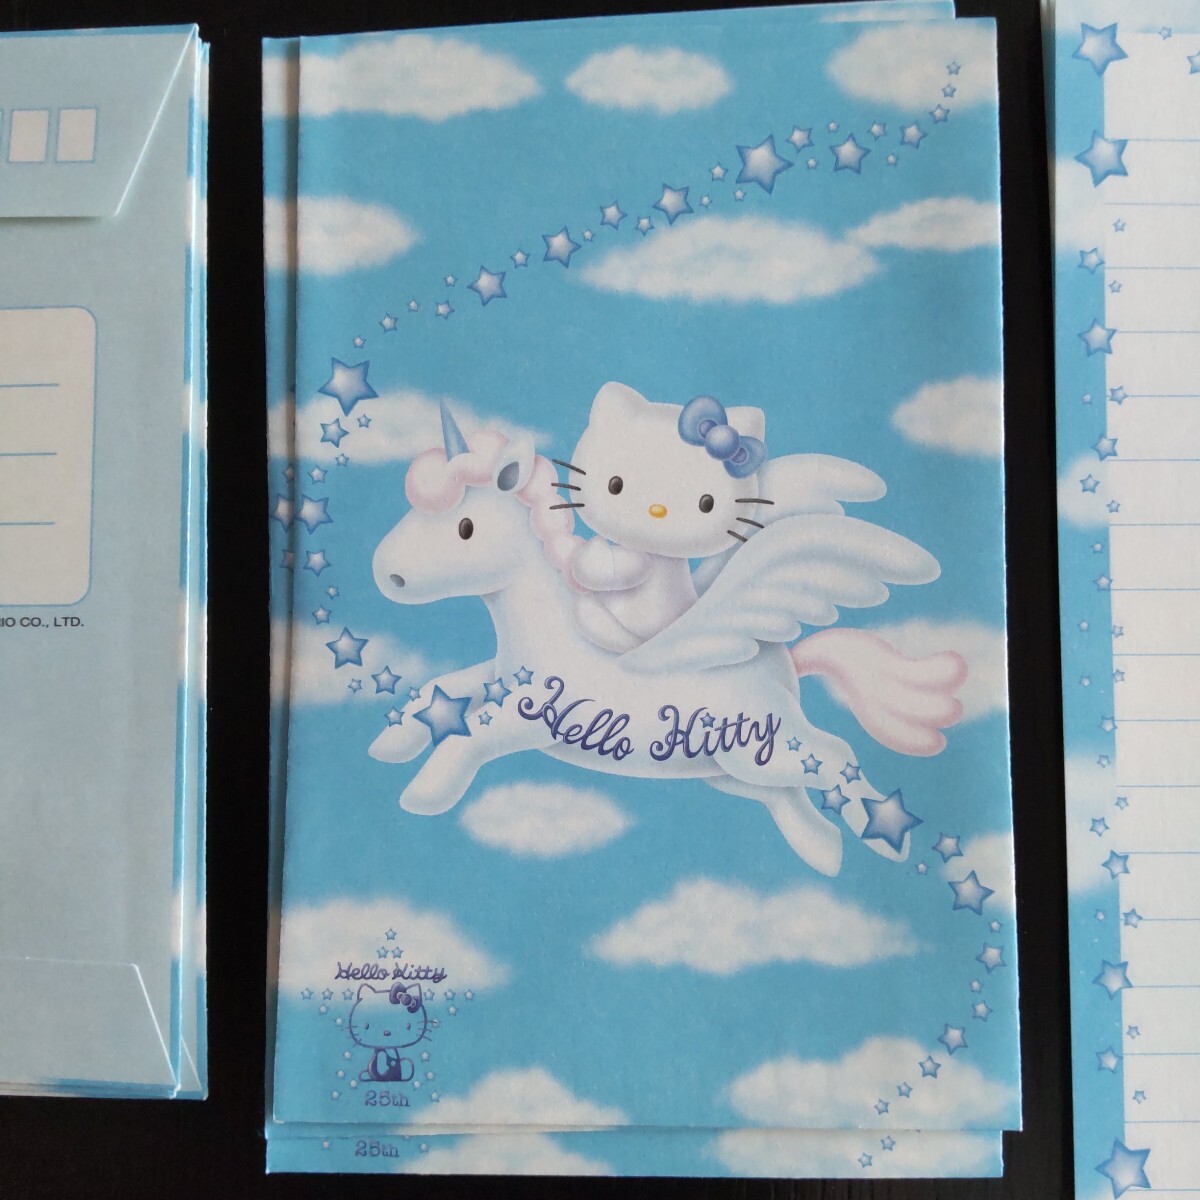 RIO CO., LTD.
Hello Kitty
Hello Kitty
25th
25th